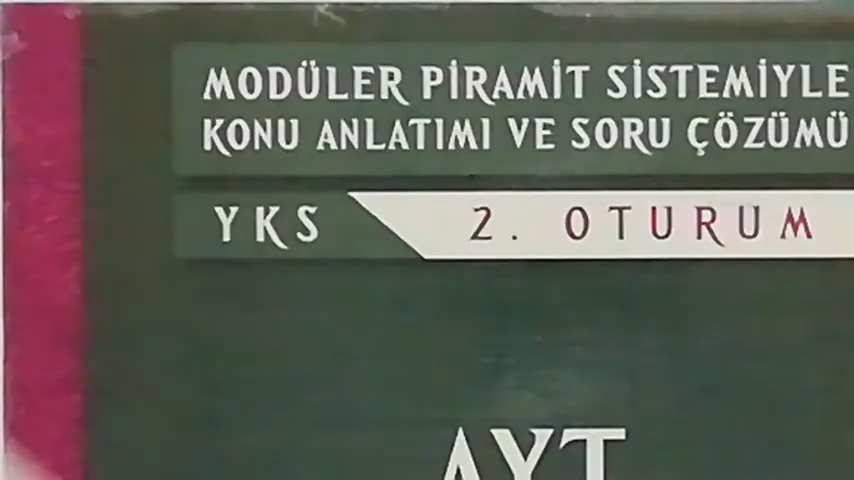 MODÜLER PİRAMİT SİSTEMİYLE
KONU ANLATIMI VE SORU ÇÖZÜMÜ
YKS 2. OTURUM
AYT